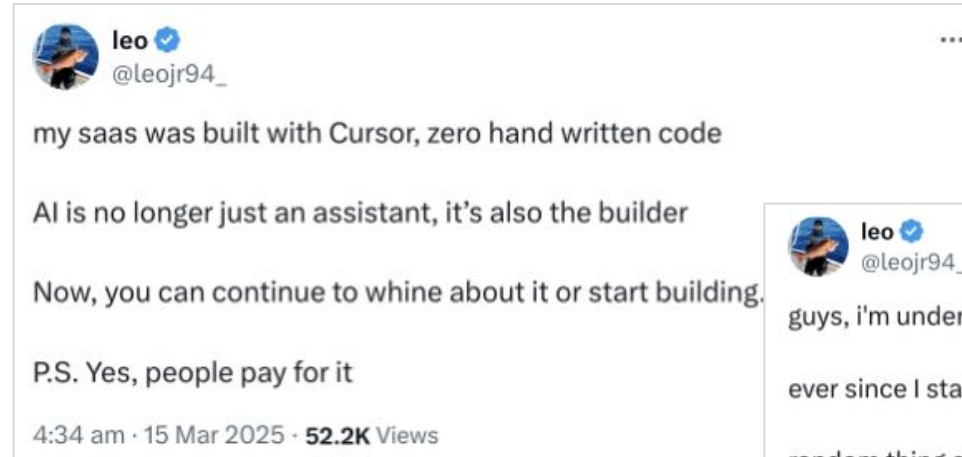 leo
@leojr94_
my saas was built with Cursor, zero hand written code
AI is no longer just an assistant, it's also the builder
Now, you can continue to whine about it or start building.
P.S. Yes, people pay for it
4:34 am · 15 Mar 2025 · 52.2K Views
leo
@leojr94_
guys, i'm under
ever since I sta
random thing